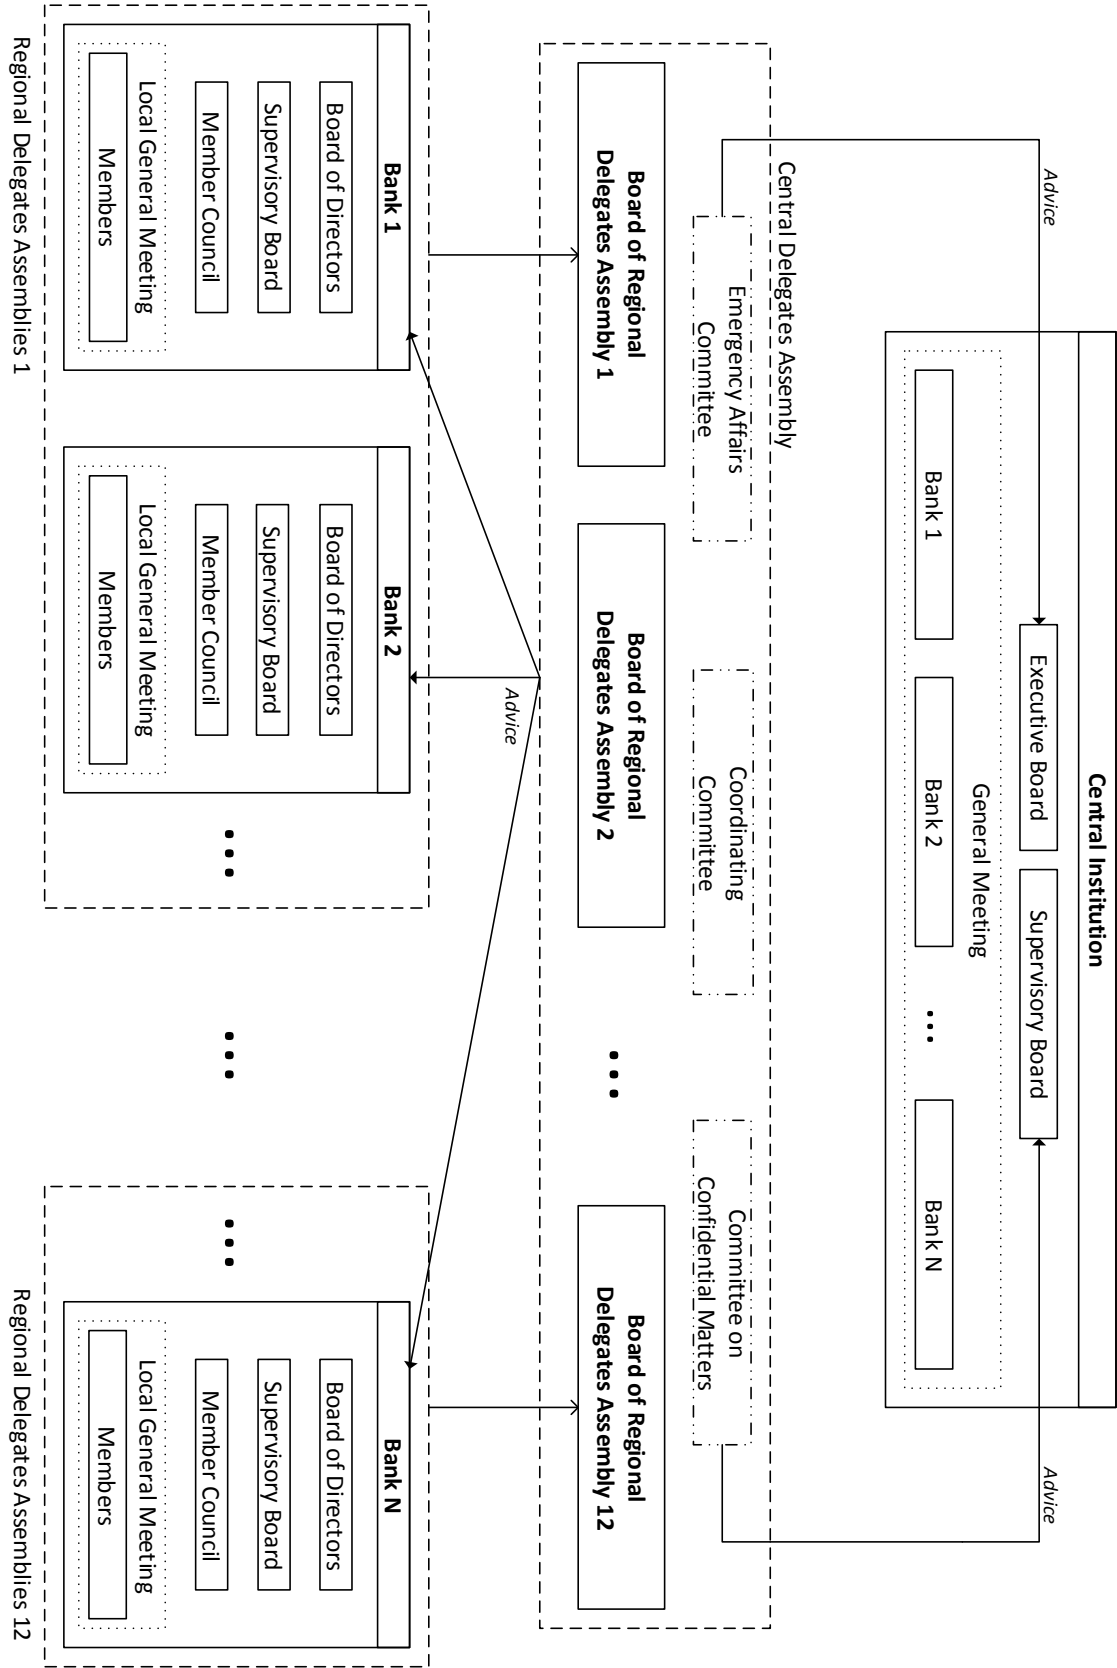 Central Institution
Advice
Executive Board
Supervisory Board
Advice
General Meeting
Bank 1
Bank 2
...
Bank N
Central Delegates Assembly
Emergency Affairs
Committee
Coordinating
Committee
Committee on
Confidential Matters
Board of Regional
Delegates Assembly 1
Board of Regional
Delegates Assembly 2
...
Board of Regional
Delegates Assembly 12
Advice
Bank 1
Board of Directors
Supervisory Board
Member Council
Local General Meeting
Members
Bank 2
Board of Directors
Supervisory Board
Member Council
Local General Meeting
Members
...
...
...
Bank N
Board of Directors
Supervisory Board
Member Council
Local General Meeting
Members
Regional Delegates Assemblies 1
Regional Delegates Assemblies 12